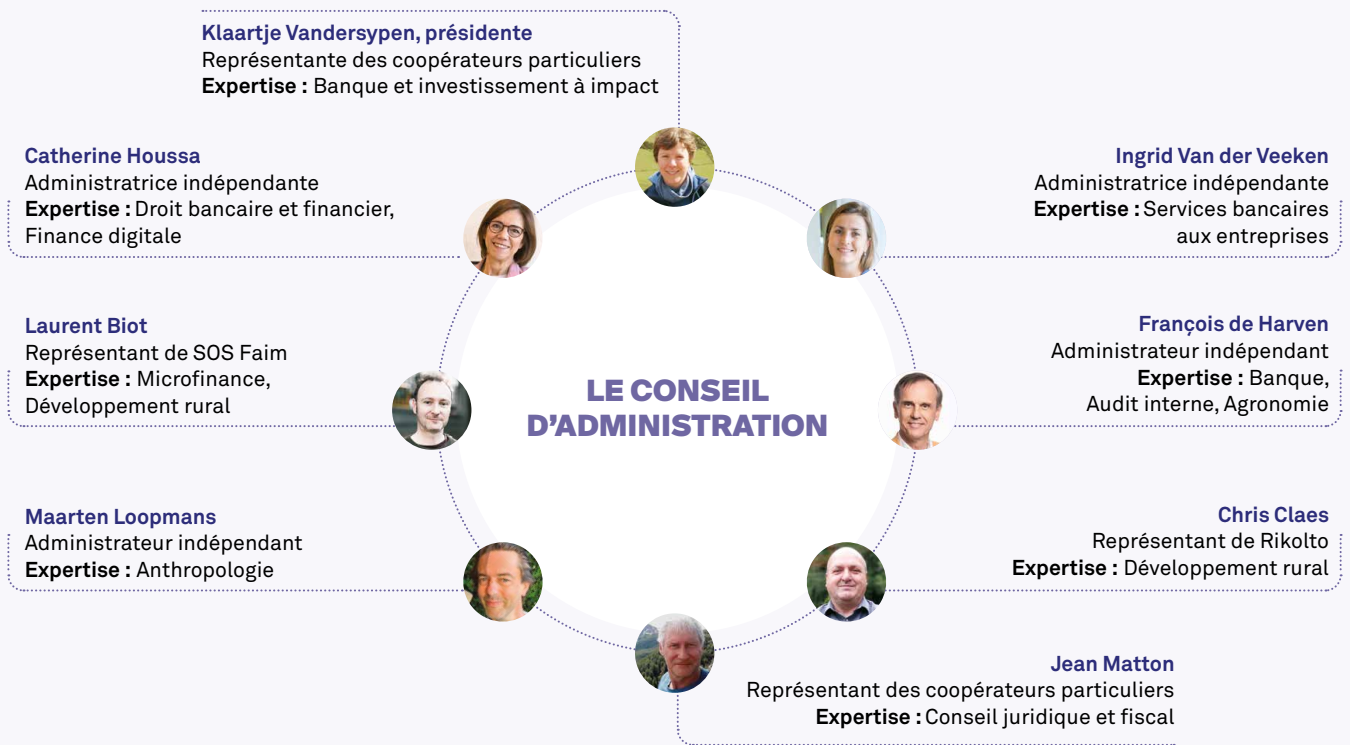 Klaartje Vandersypen, présidente
Représentante des coopérateurs particuliers
Expertise : Banque et investissement à impact
Catherine Houssa
Administratrice indépendante
Expertise : Droit bancaire et financier,
Finance digitale
Ingrid Van der Veeken
Administratrice indépendante
Expertise : Services bancaires
aux entreprises
Laurent Biot
Représentant de SOS Faim
Expertise : Microfinance,
Développement rural
François de Harven
Administrateur indépendant
Expertise : Banque,
Audit interne, Agronomie
LE CONSEIL
D'ADMINISTRATION
Maarten Loopmans
Administrateur indépendant
Expertise : Anthropologie
Chris Claes
Représentant de Rikolto
Expertise : Développement rural
Jean Matton
Représentant des coopérateurs particuliers
Expertise : Conseil juridique et fiscal